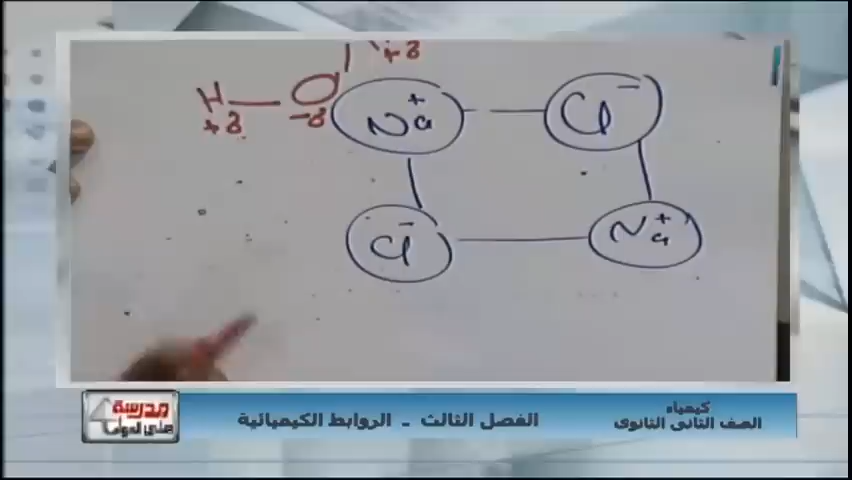 +δ
H — O
+δ -δ
Na+ Cl-
Cl- Na+
كيمياء
الصف الثانى الثانوى
الفصل الثالث - الروابط الكيميائية
مدرسة
على الهواء